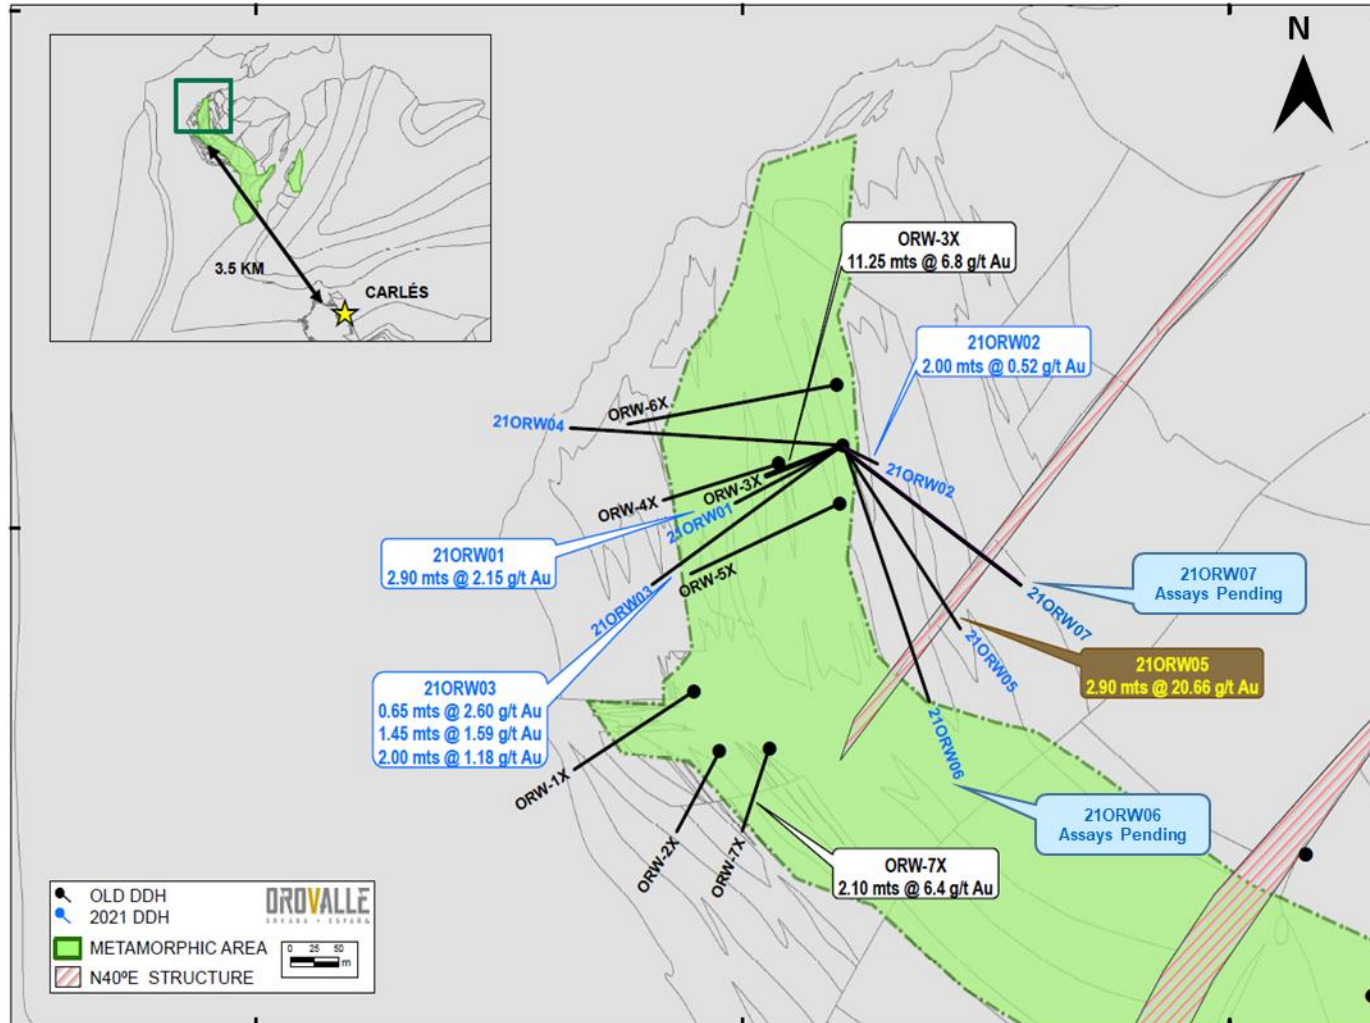 N
3.5 KM
CARLÉS
ORW-3X
11.25 mts @ 6.8 g/t Au
21ORW02
2.00 mts @ 0.52 g/t Au
ORW-6X
21ORW04
21ORW02
ORW-3X
ORW-4X
21ORW01
21ORW01
2.90 mts @ 2.15 g/t Au
ORW-5X
21ORW03
21ORW07
Assays Pending
21ORW07
21ORW05
21ORW05
2.90 mts @ 20.66 g/t Au
21ORW03
0.65 mts @ 2.60 g/t Au
1.45 mts @ 1.59 g/t Au
2.00 mts @ 1.18 g/t Au
21ORW06
ORW-1X
21ORW06
Assays Pending
ORW-2X
ORW-7X
ORW-7X
2.10 mts @ 6.4 g/t Au
OLD DDH
2021 DDH
METAMORPHIC AREA
N40ºE STRUCTURE
OROVALLE
0 25 50
m